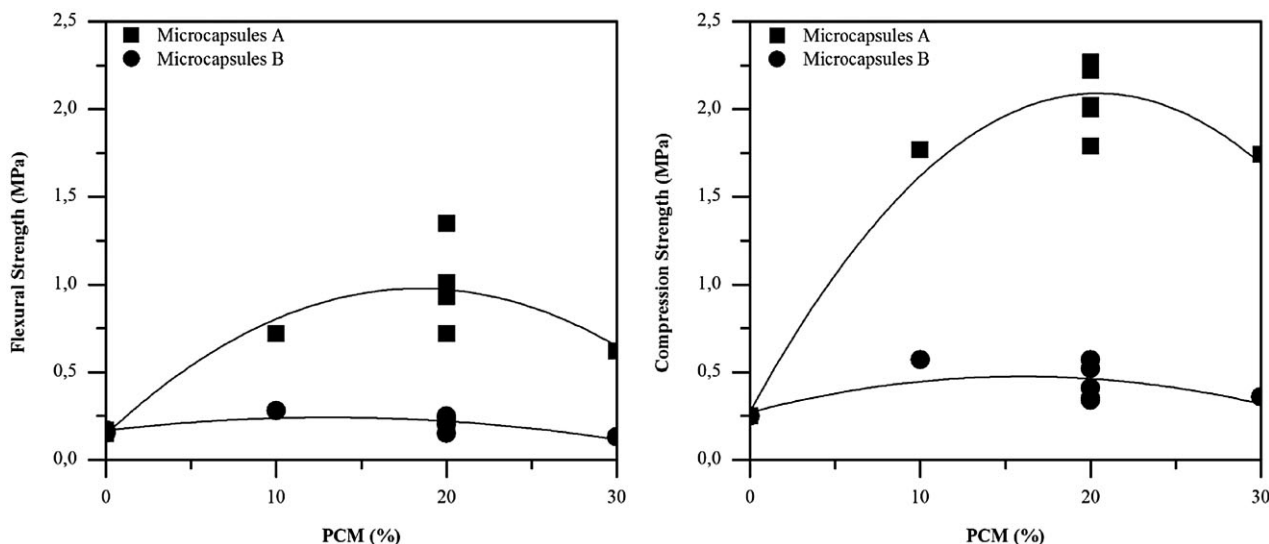 2,5
2,0
1,5
1,0
0,5
0,0
Flexural Strength (MPa)
Microcapsules A
Microcapsules B
0
10
20
30
PCM (%)
2,5
2,0
1,5
1,0
0,5
0,0
Compression Strength (MPa)
Microcapsules A
Microcapsules B
0
10
20
30
PCM (%)